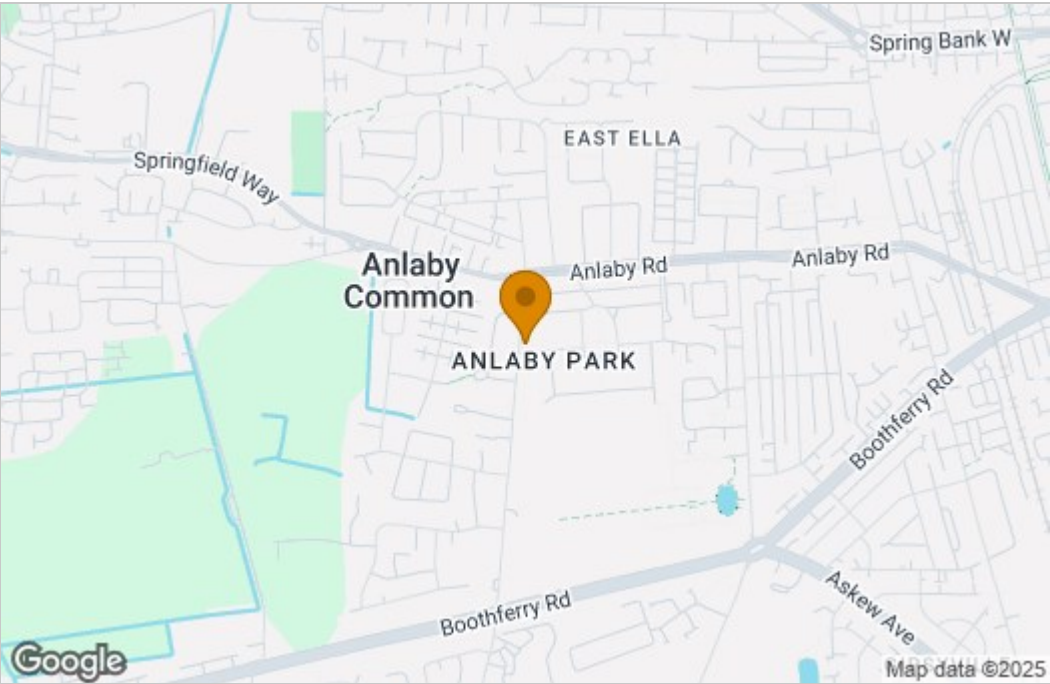 Spring Bank W
EAST ELLA
Springfield Way
Anlaby Rd
Anlaby Rd
Anlaby
Common
ANLABY PARK
Boothferry Rd
Boothferry Rd
Askew Ave
Google
Map data ©2025